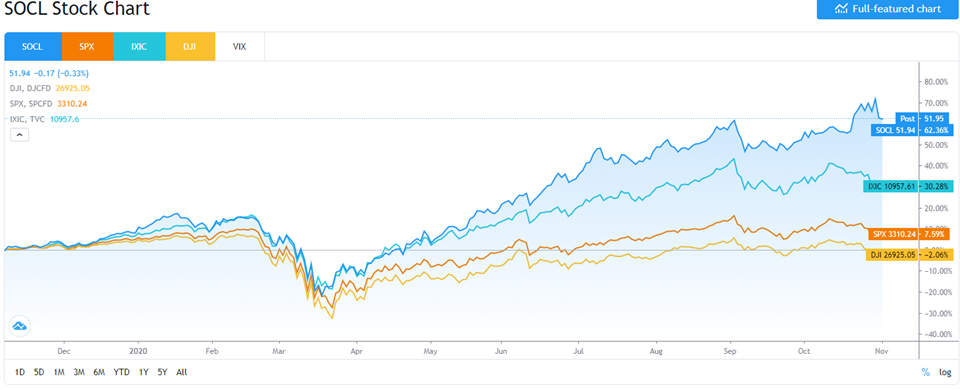 SOCL Stock Chart
Full-featured chart
SOCL SPX IXIC DJI VIX
51.94 −0.17 (−0.33%)
DJI, DJCFD 26925.05
SPX, SPCFD 3310.24
IXIC, TVC 10957.6
80.00%
70.00%
Post 51.95
SOCL 51.94 62.36%
50.00%
40.00%
IXIC 10957.61 30.28%
20.00%
10.00%
SPX 3310.24 7.59%
0.00%
DJI 26925.05 −2.06%
−10.00%
−20.00%
−30.00%
−40.00%
Dec 2020 Feb Mar Apr May Jun Jul Aug Sep Oct Nov
1D 5D 1M 3M 6M YTD 1Y 5Y All % log